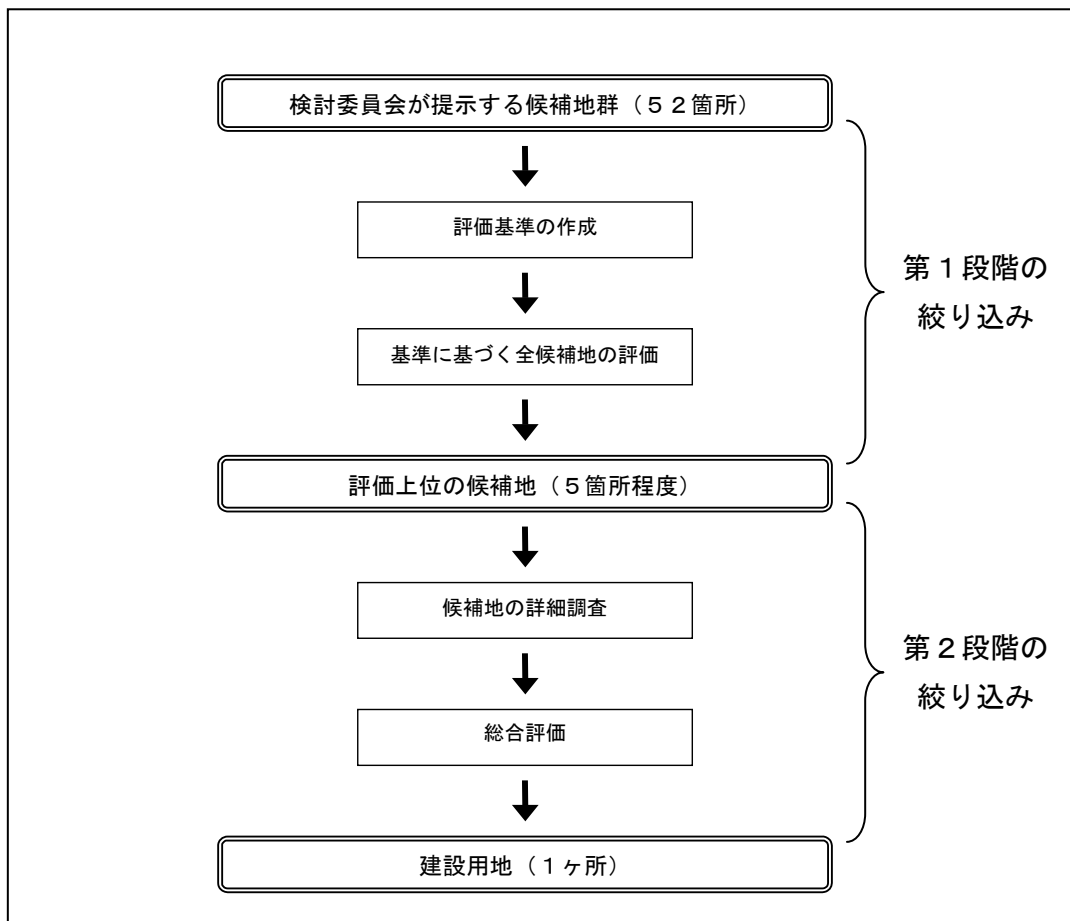 検討委員会が提示する候補地群（５２箇所）
評価基準の作成
基準に基づく全候補地の評価
第１段階の
絞り込み
評価上位の候補地（５箇所程度）
候補地の詳細調査
総合評価
第２段階の
絞り込み
建設用地（１ヶ所）